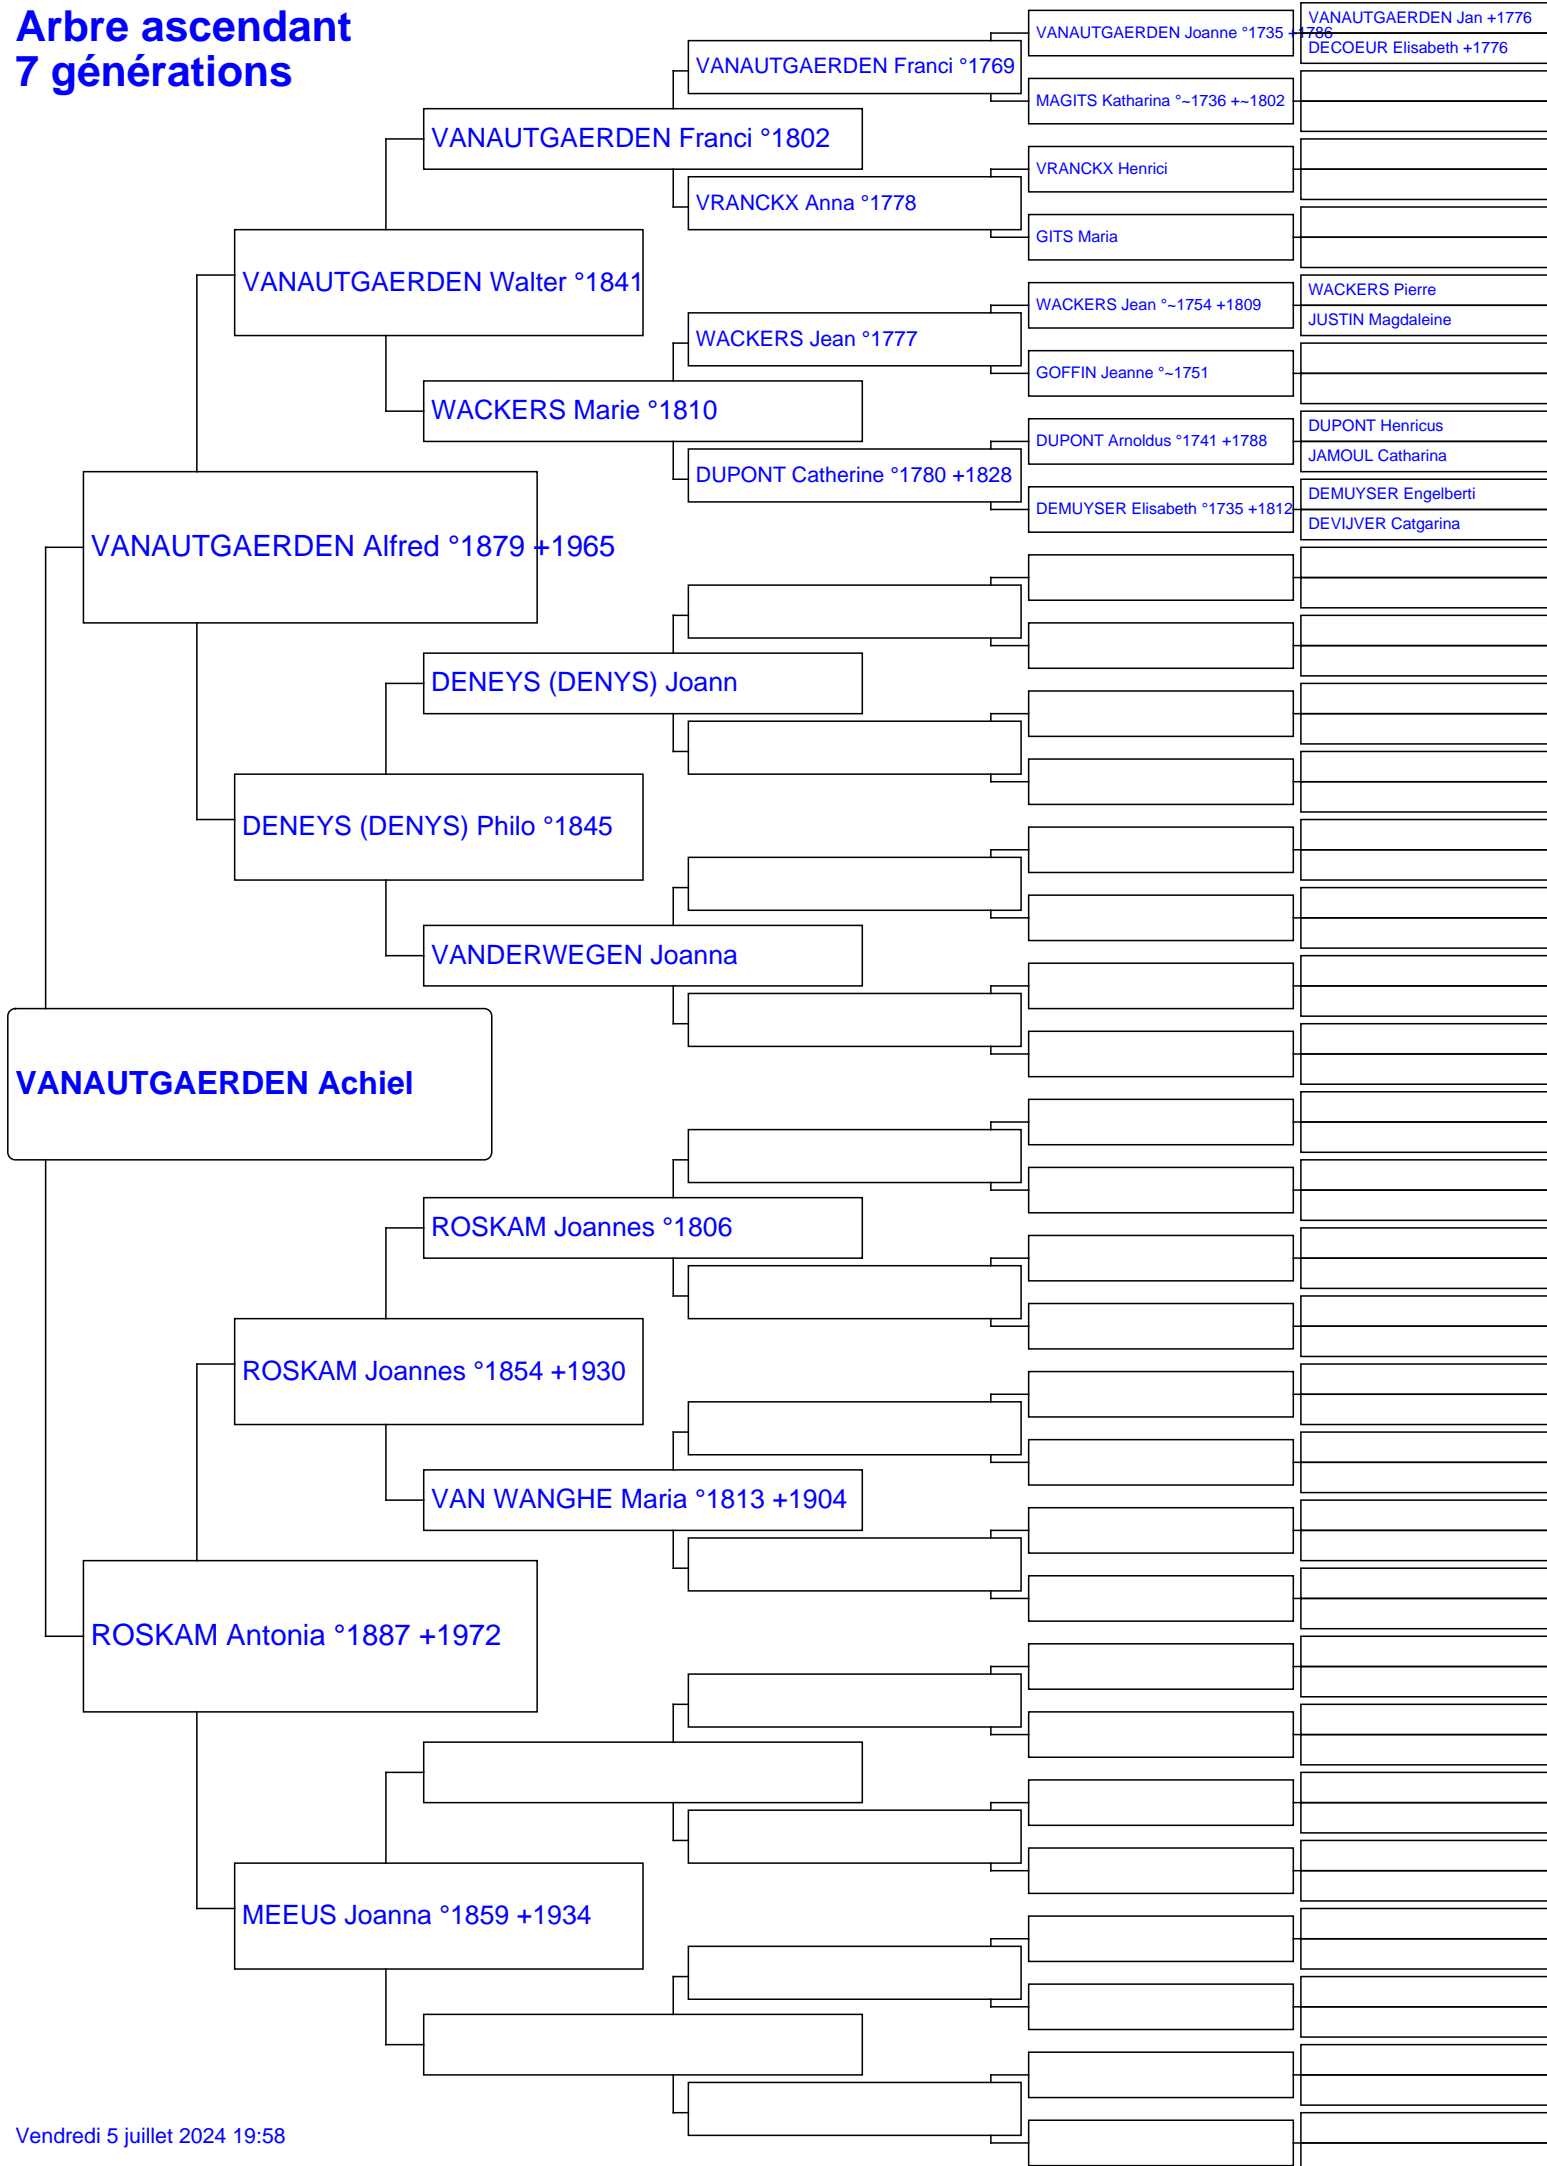 Arbre ascendant
7 générations
VANAUTGAERDEN Jan +1776
VANAUTGAERDEN Joanne °1735 +1786
DECOEUR Elisabeth +1776
VANAUTGAERDEN Franci °1769
MAGITS Katharina °~1736 +~1802
VANAUTGAERDEN Franci °1802
VRANCKX Henrici
VRANCKX Anna °1778
GITS Maria
VANAUTGAERDEN Walter °1841
WACKERS Pierre
WACKERS Jean °~1754 +1809
JUSTIN Magdaleine
WACKERS Jean °1777
GOFFIN Jeanne °~1751
WACKERS Marie °1810
DUPONT Henricus
DUPONT Arnoldus °1741 +1788
JAMOUL Catharina
DUPONT Catherine °1780 +1828
DEMUYSER Engelberti
DEMUYSER Elisabeth °1735 +1812
DEVIJVER Catgarina
VANAUTGAERDEN Alfred °1879 +1965
DENEYS (DENYS) Joann
DENEYS (DENYS) Philo °1845
VANDERWEGEN Joanna
VANAUTGAERDEN Achiel
ROSKAM Joannes °1806
ROSKAM Joannes °1854 +1930
VAN WANGHE Maria °1813 +1904
ROSKAM Antonia °1887 +1972
MEEUS Joanna °1859 +1934
Vendredi 5 juillet 2024 19:58